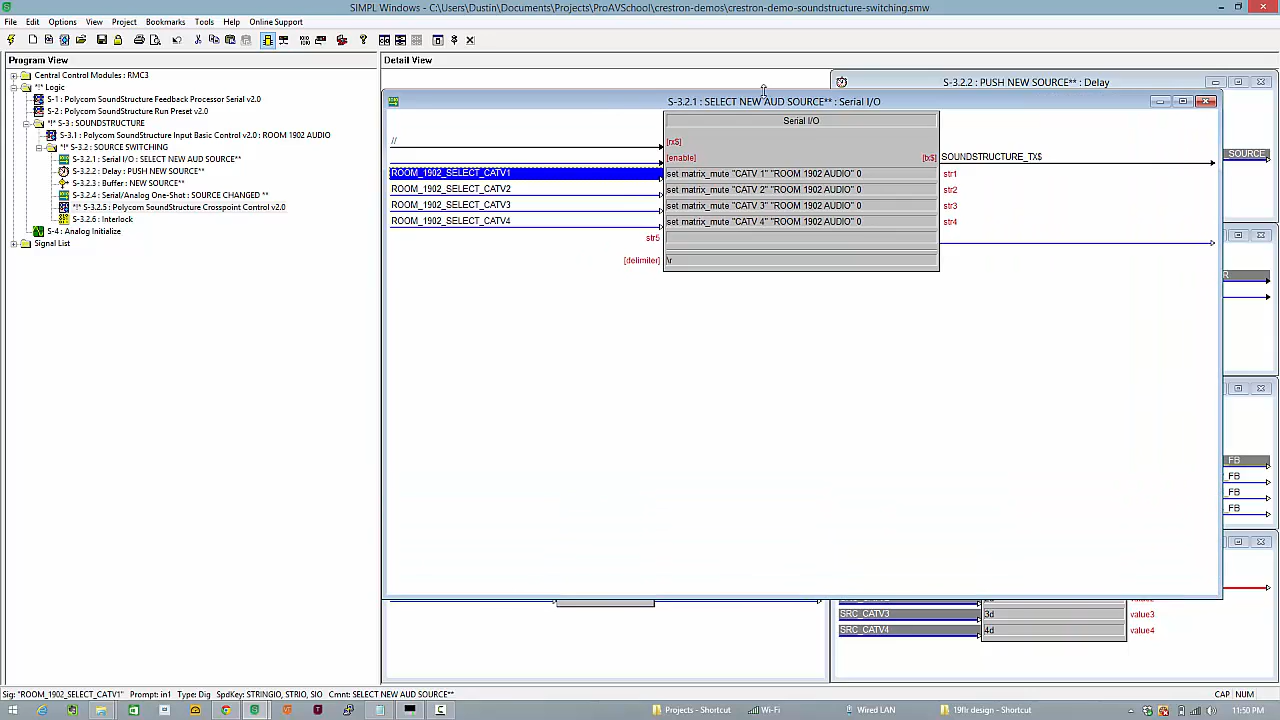 SIMPL Windows - C:\Users\Dustin\Documents\Projects\ProAVSchool\crestron-demos\crestron-demo-soundstructure-switching.smw
File Edit Options View Project Bookmarks Tools Help Online Support
Program View
Detail View
Central Control Modules : RMC3
*!* Logic
S-1 : Polycom SoundStructure Feedback Processor Serial v2.0
S-2 : Polycom SoundStructure Run Preset v2.0
*!* S-3 : SOUNDSTRUCTURE
S-3.1 : Polycom SoundStructure Input Basic Control v2.0 : ROOM 1902 AUDIO
*!* S-3.2 : SOURCE SWITCHING
S-3.2.1 : Serial I/O : SELECT NEW AUD SOURCE**
S-3.2.2 : Delay : PUSH NEW SOURCE**
S-3.2.3 : Buffer : NEW SOURCE**
S-3.2.4 : Serial/Analog One-Shot : SOURCE CHANGED **
*!* S-3.2.5 : Polycom SoundStructure Crosspoint Control v2.0
S-3.2.6 : Interlock
S-4 : Analog Initialize
Signal List
S-3.2.2 : PUSH NEW SOURCE** : Delay
S-3.2.1 : SELECT NEW AUD SOURCE** : Serial I/O
Serial I/O
//
[rx$]
[enable] [tx$] SOUNDSTRUCTURE_TX$
ROOM_1902_SELECT_CATV1 set matrix_mute "CATV 1" "ROOM 1902 AUDIO" 0 str1
ROOM_1902_SELECT_CATV2 set matrix_mute "CATV 2" "ROOM 1902 AUDIO" 0 str2
ROOM_1902_SELECT_CATV3 set matrix_mute "CATV 3" "ROOM 1902 AUDIO" 0 str3
ROOM_1902_SELECT_CATV4 set matrix_mute "CATV 4" "ROOM 1902 AUDIO" 0 str4
str5
[delimiter] \r
SOURCE
R
_FB
_FB
_FB
_FB
SRC_CATV3 3d value3
SRC_CATV4 4d value4
Sig: "ROOM_1902_SELECT_CATV1" Prompt: in1 Type: Dig SpdKey: STRINGIO, STRIO, SIO Cmnt: SELECT NEW AUD SOURCE**
CAP NUM
Projects - Shortcut Wi-Fi Wired LAN 19flr design - Shortcut 11:50 PM